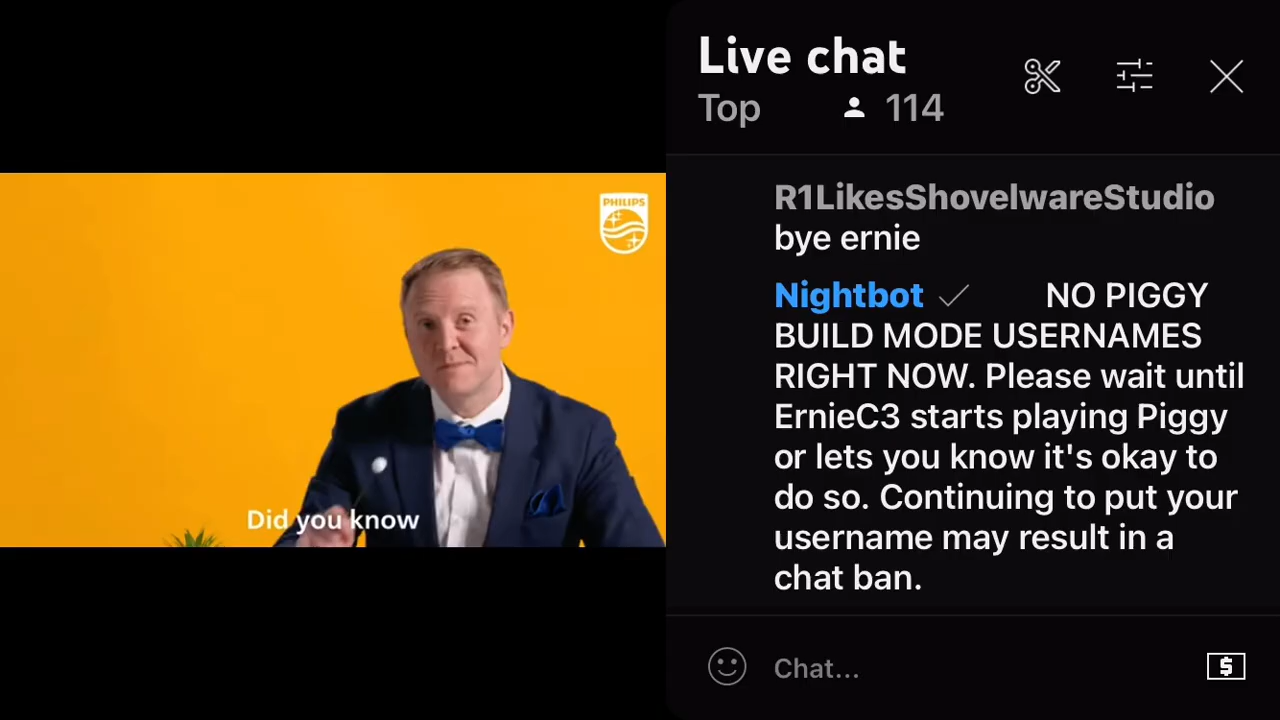 Live chat
Top 114
PHILIPS
Did you know
R1LikesShovelwareStudio
bye ernie
Nightbot NO PIGGY
BUILD MODE USERNAMES
RIGHT NOW. Please wait until
ErnieC3 starts playing Piggy
or lets you know it's okay to
do so. Continuing to put your
username may result in a
chat ban.
Chat...
$